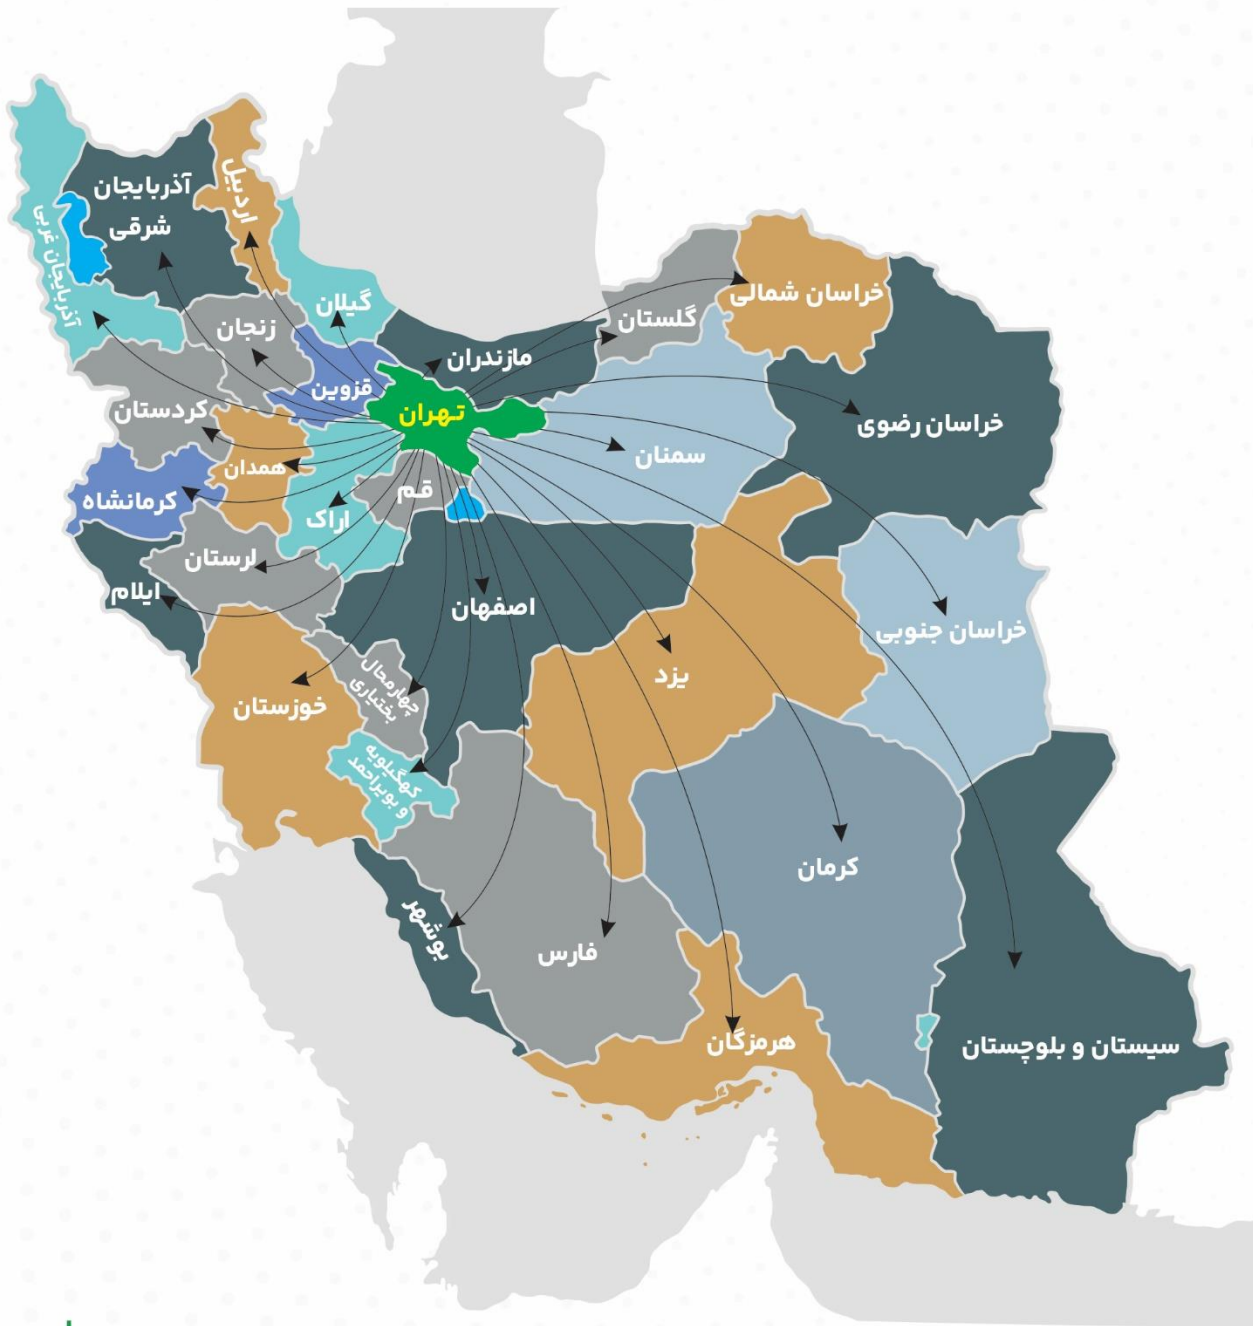 آذربایجان
شرقی
اردبیل
آذربایجان غربی
گیلان
زنجان
قزوین
مازندران
گلستان
خراسان شمالی
خراسان رضوی
تهران
سمنان
کردستان
همدان
کرمانشاه
اراک
قم
لرستان
ایلام
اصفهان
یزد
خراسان جنوبی
خوزستان
چهارمحال
بختیاری
کهگیلویه
و بویراحمد
کرمان
بوشهر
فارس
هرمزگان
سیستان و بلوچستان